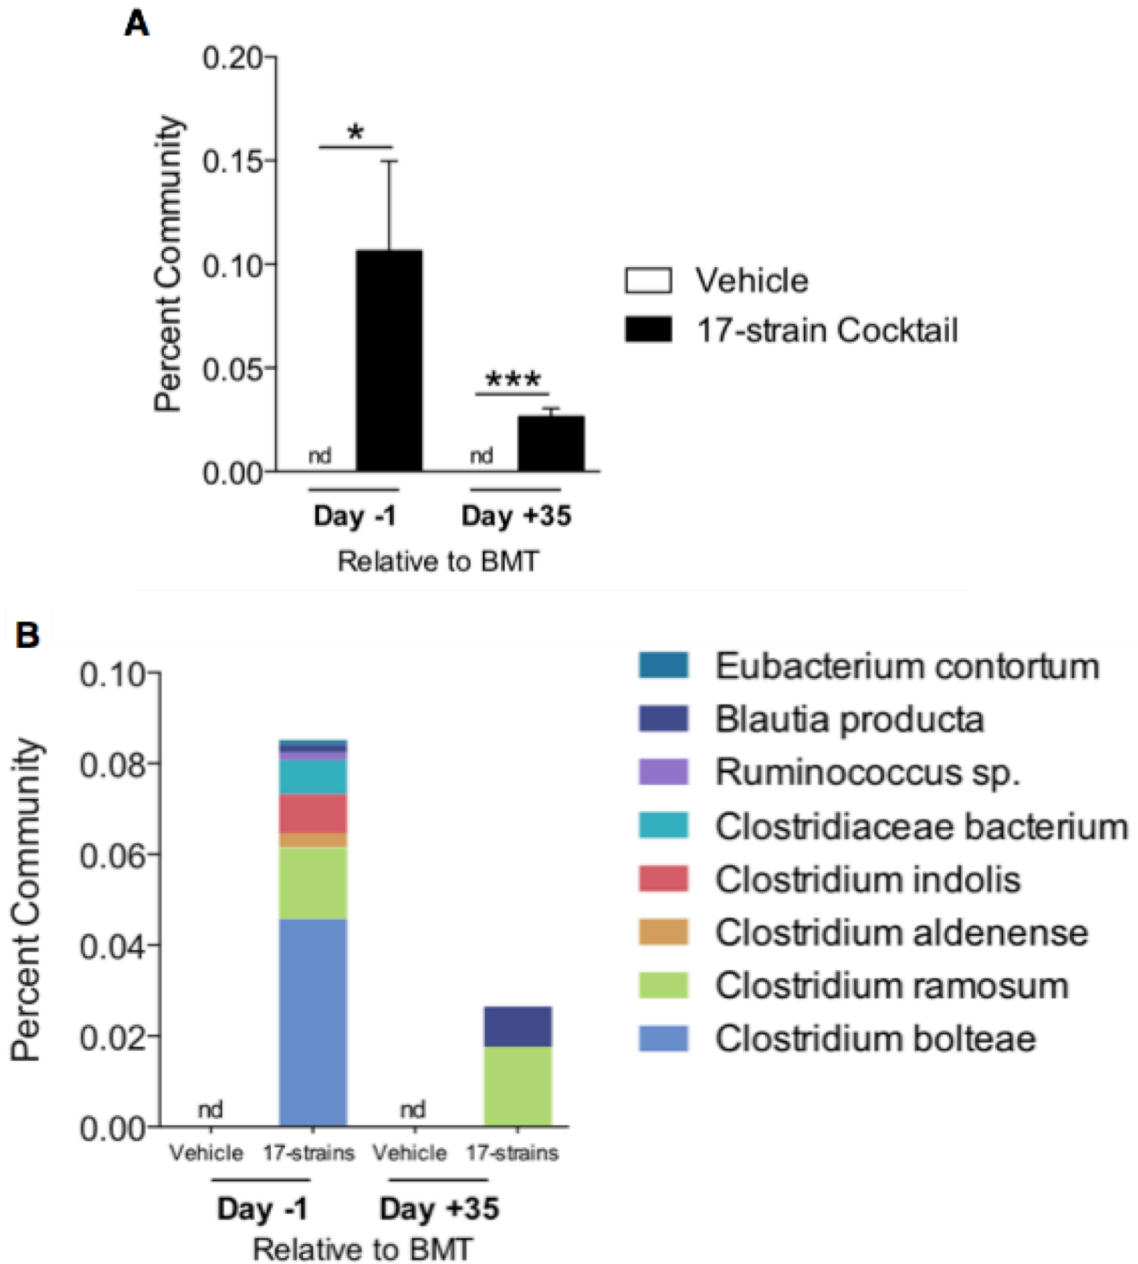 A
0.20
0.15
0.10
0.05
0.00
Percent Community
*
***
nd
nd
Day -1
Day +35
Relative to BMT
Vehicle
17-strain Cocktail
B
0.10
0.08
0.06
0.04
0.02
0.00
Percent Community
nd
nd
Vehicle
17-strains
Vehicle
17-strains
Day -1
Day +35
Relative to BMT
Eubacterium contortum
Blautia producta
Ruminococcus sp.
Clostridiaceae bacterium
Clostridium indolis
Clostridium aldenense
Clostridium ramosum
Clostridium bolteae